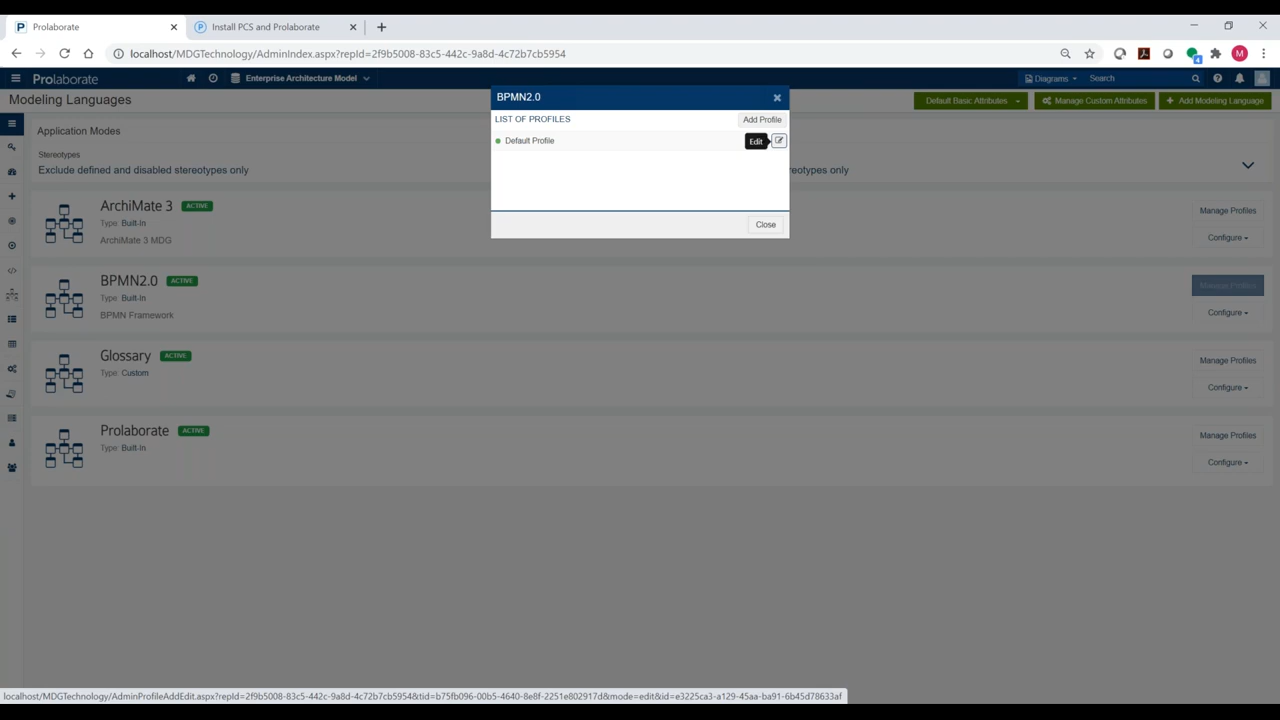 Prolaborate
Install PCS and Prolaborate
localhost/MDGTechnology/AdminIndex.aspx?repId=2f9b5008-83c5-442c-9a8d-4c72b7cb5954
4
M
Prolaborate
Enterprise Architecture Model
Diagrams
Search
Modeling Languages
Default Basic Attributes
Manage Custom Attributes
Add Modeling Language
BPMN2.0
LIST OF PROFILES
Add Profile
Default Profile
Edit
Close
Application Modes
Stereotypes
Exclude defined and disabled stereotypes only
only
ArchiMate 3 ACTIVE
Type: Built-In
ArchiMate 3 MDG
Manage Profiles
Configure
BPMN2.0 ACTIVE
Type: Built-In
BPMN Framework
Manage Profiles
Configure
Glossary ACTIVE
Type: Custom
Manage Profiles
Configure
Prolaborate ACTIVE
Type: Built-In
Manage Profiles
Configure
localhost/MDGTechnology/AdminProfileAddEdit.aspx?repId=2f9b5008-83c5-442c-9a8d-4c72b7cb5954&tid=b75fb096-00b5-4640-8e8f-2251e802917d&mode=edit&id=e3225ca3-a129-45aa-ba91-6b45d78633af